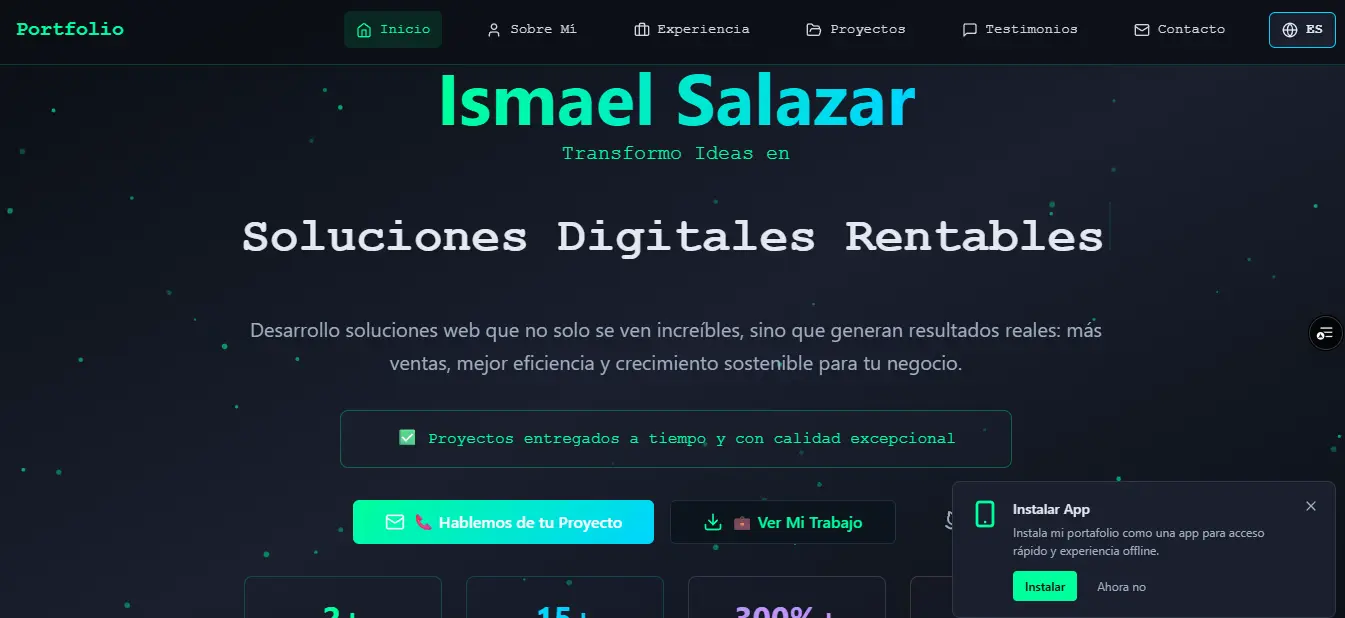 Portfolio
Inicio
Sobre Mí
Experiencia
Proyectos
Testimonios
Contacto
ES
Ismael Salazar
Transformo Ideas en
Soluciones Digitales Rentables
Desarrollo soluciones web que no solo se ven increíbles, sino que generan resultados reales: más
ventas, mejor eficiencia y crecimiento sostenible para tu negocio.
✅ Proyectos entregados a tiempo y con calidad excepcional
📞 Hablemos de tu Proyecto
💼 Ver Mi Trabajo
Instalar App
Instala mi portafolio como una app para acceso
rápido y experiencia offline.
Instalar
Ahora no
15+
300%+